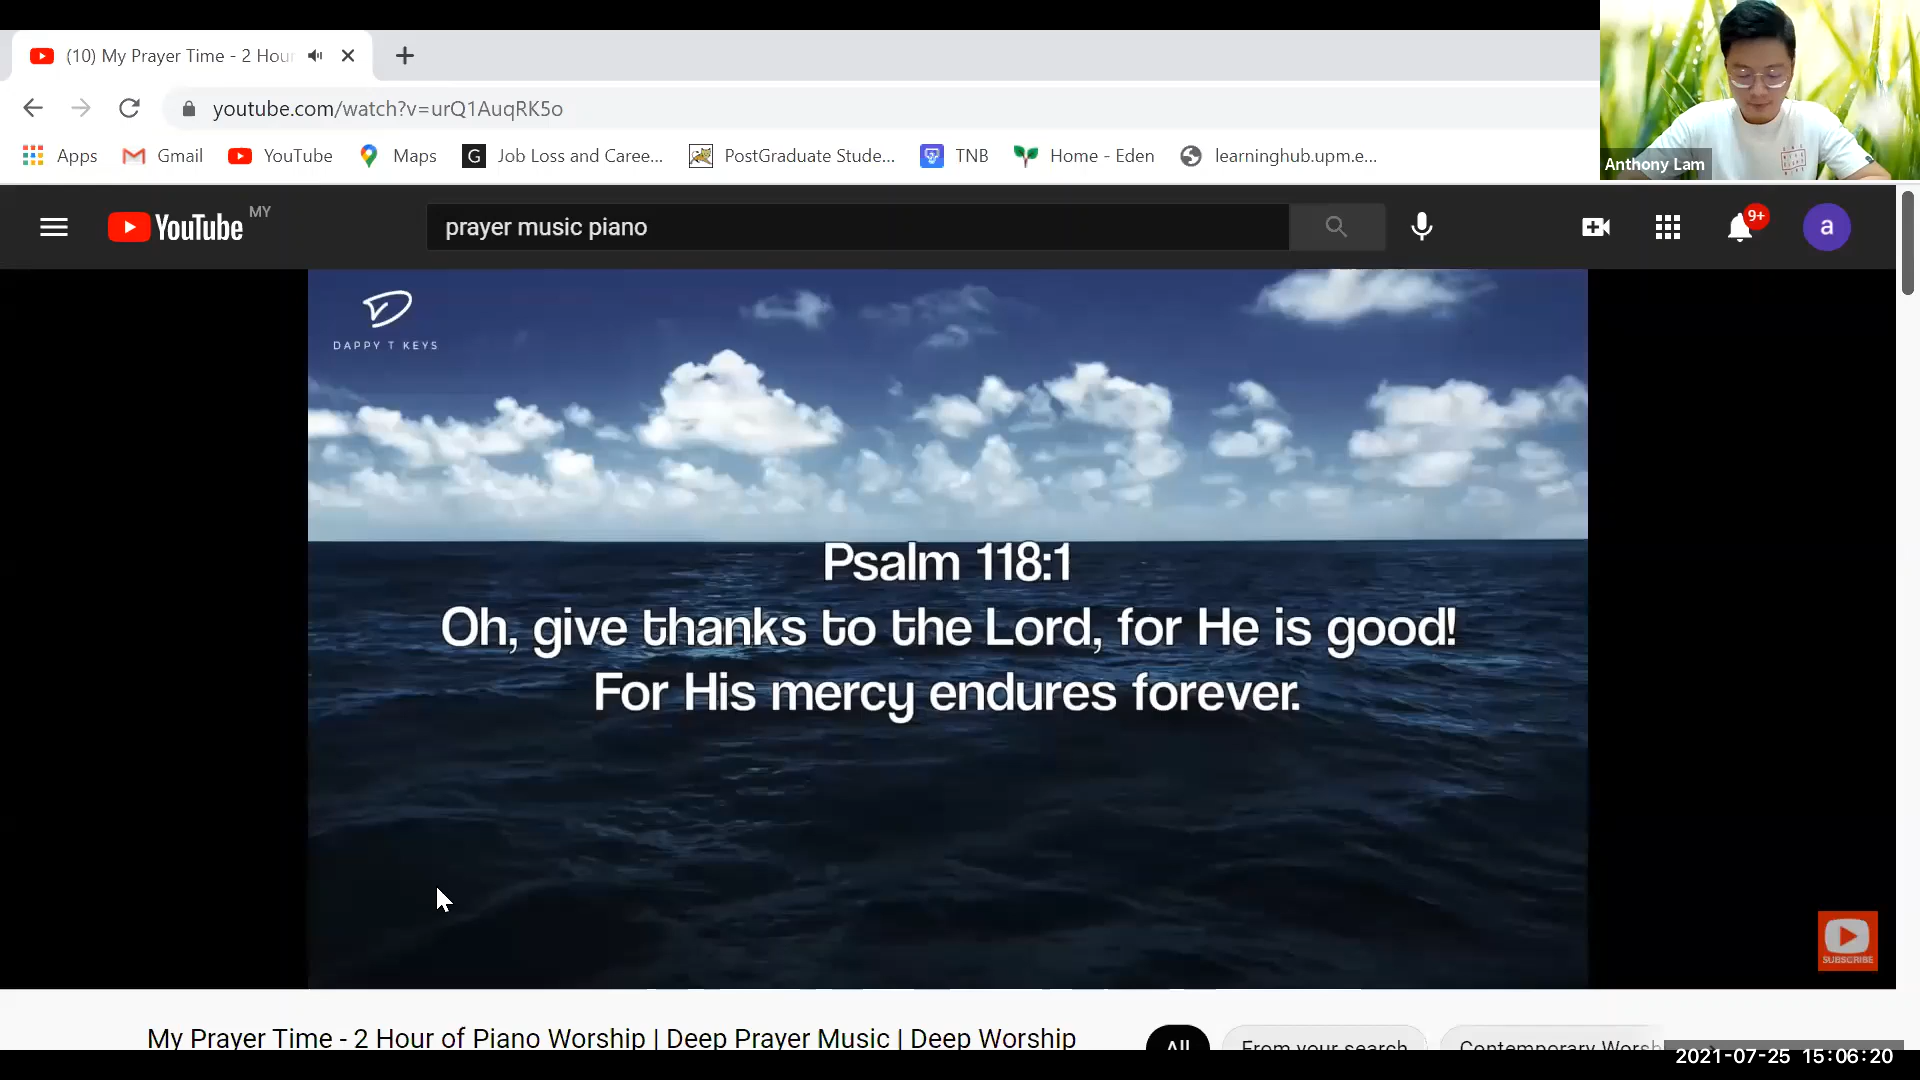 (10) My Prayer Time - 2 Hour
youtube.com/watch?v=urQ1AuqRK5o
Apps Gmail YouTube Maps G Job Loss and Caree... PostGraduate Stude... TNB Home - Eden learninghub.upm.e...
Anthony Lam
YouTube MY prayer music piano 9+ a
DAPPY T KEYS
Psalm 118:1
Oh, give thanks to the Lord, for He is good!
For His mercy endures forever.
SUBSCRIBE
My Prayer Time - 2 Hour of Piano Worship | Deep Prayer Music | Deep Worship
All From your search Contemporary Worsh
2021-07-25 15:06:20